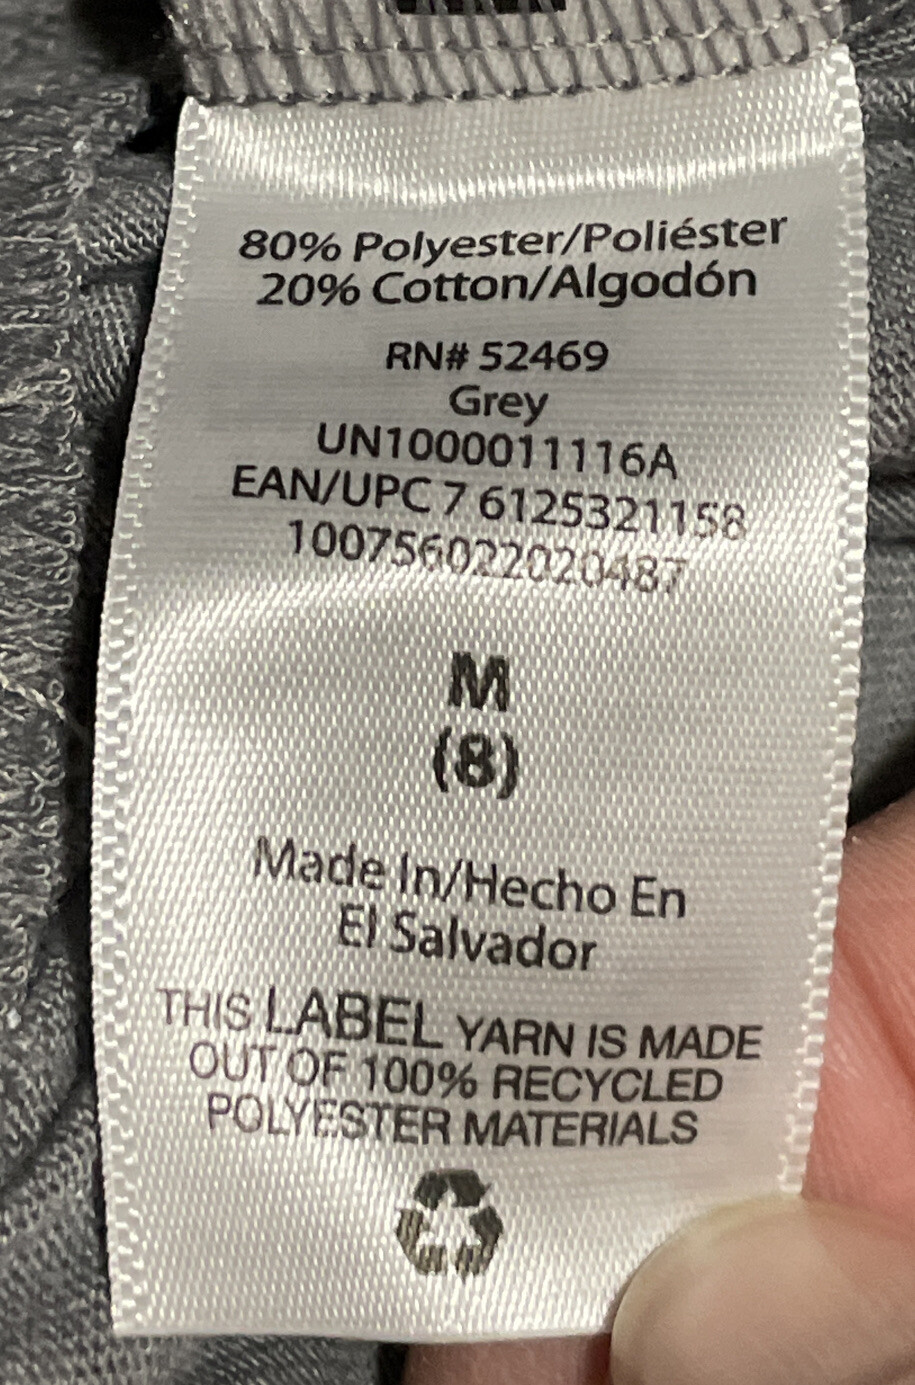 80% Polyester/Poliéster
20% Cotton/Algodón
RN# 52469
Grey
UN1000011116A
EAN/UPC 7 6125321158
100756022020487
M
(8)
Made In/Hecho En
El Salvador
THIS LABEL YARN IS MADE
OUT OF 100% RECYCLED
POLYESTER MATERIALS